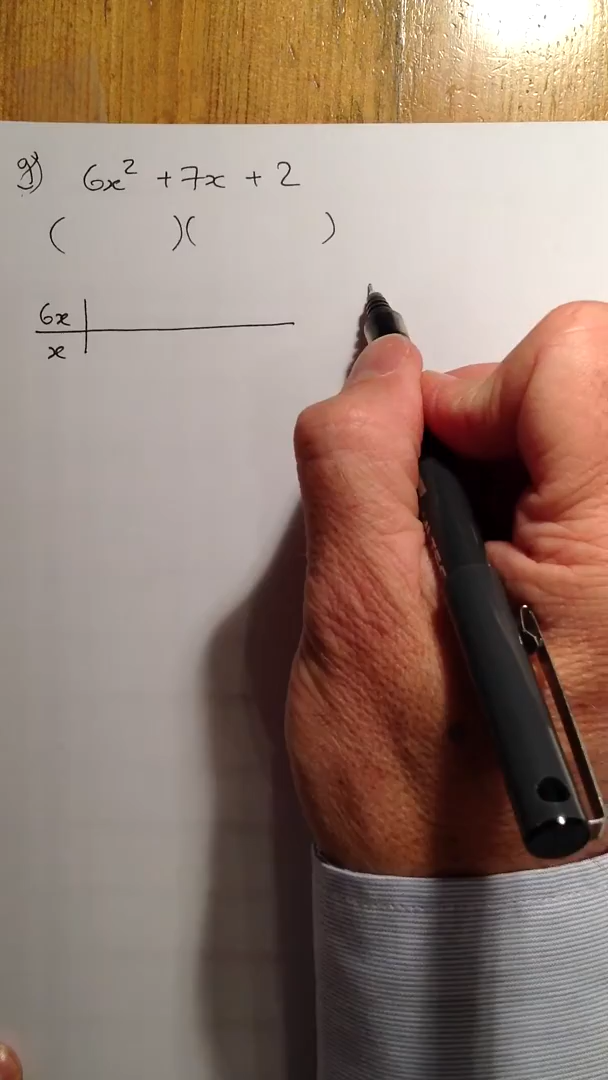 g) 6x² + 7x + 2
( )( )
6x
x